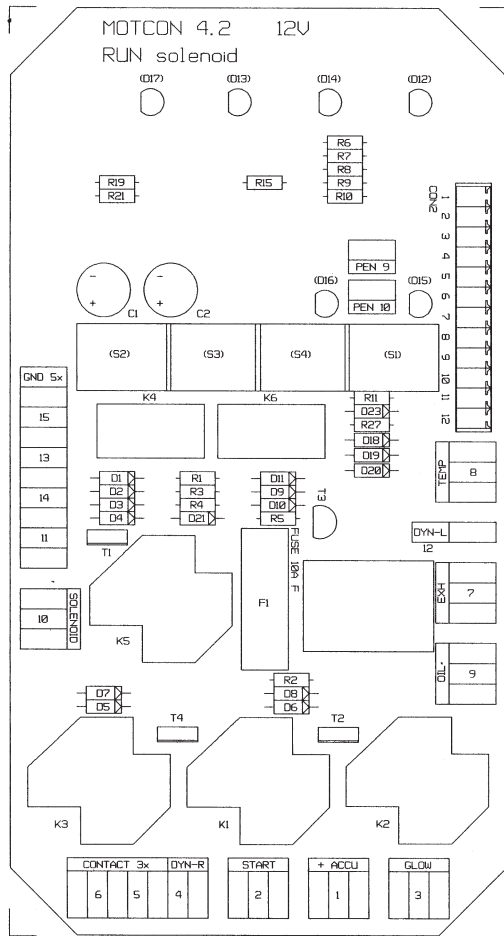 MOTCON 4.2 12V
RUN solenoid
(D17) (D13) (D14) (D12)
R6
R7
R19 R15 R8
R21 R9
R10
CON2
1
2
3
4
5
6
7
8
9
10
11
12
PEN 9
- - (D16) PEN 10 (D15)
+ C1 + C2
(S2) (S3) (S4) (S1)
GND 5x
15
13
14
11
K4 K6 R11
D23
R27
D18
D19
D20
TEMP 8
D1 R1 D11
D2 R3 D9
D3 R4 D10
D4 D21 R5
T3
T1
DYN-L
12
FUSE 10A F
F1
EXH 7
SOLENOID
10
K5
OIL- 9
R2
D7 D8
D5 D6
T4 T2
K3 K1 K2
CONTACT 3x DYN-R START + ACCU GLOW
6 5 4 2 1 3